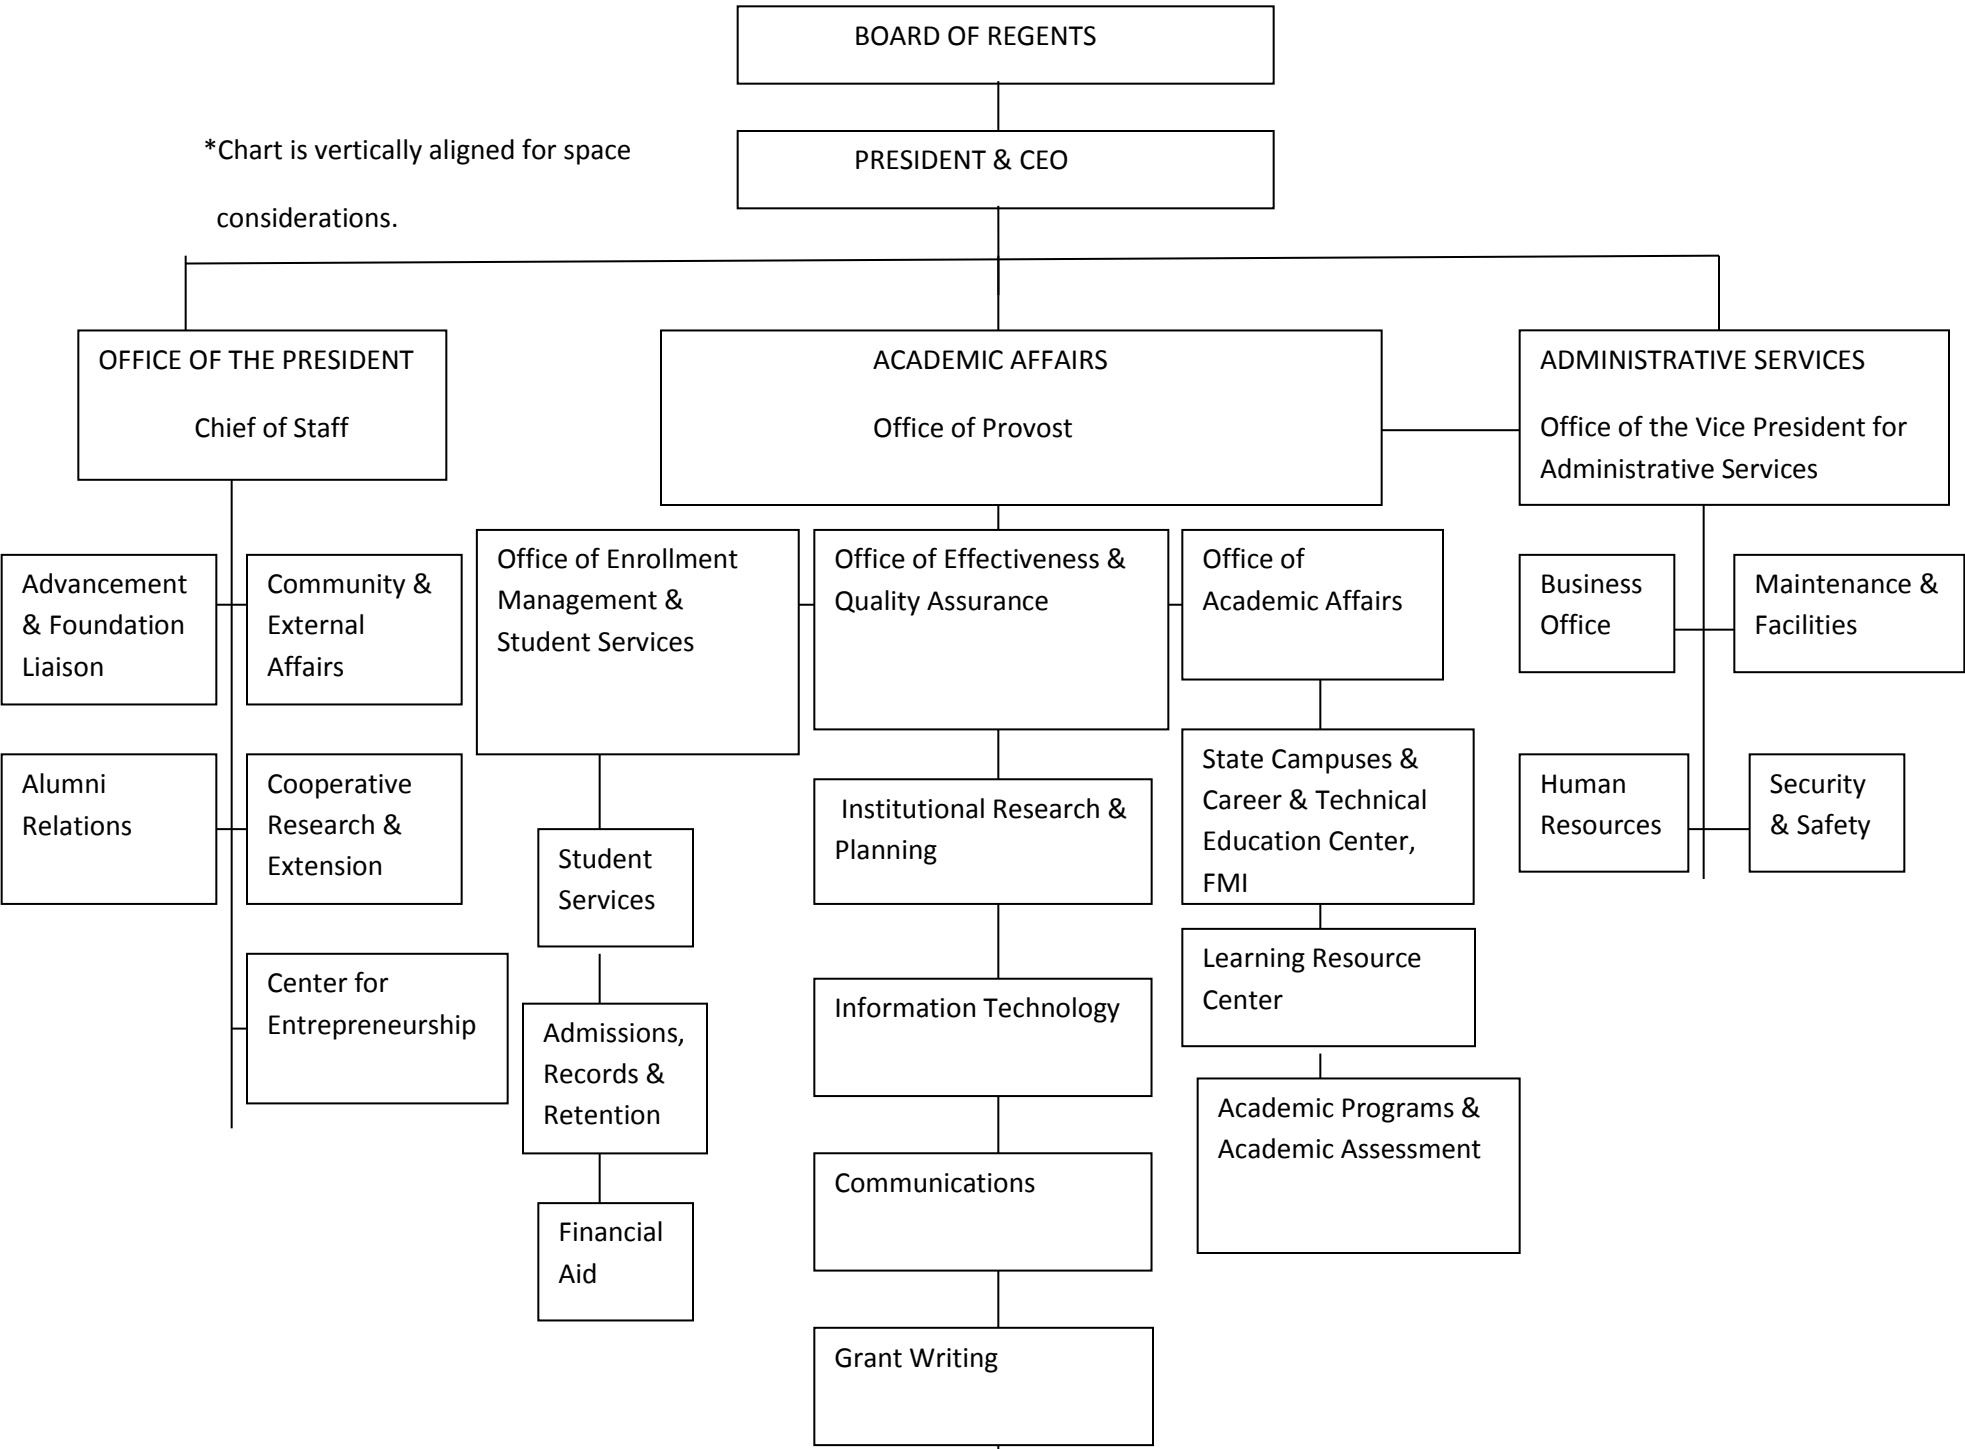 BOARD OF REGENTS
*Chart is vertically aligned for space
considerations.
PRESIDENT & CEO
OFFICE OF THE PRESIDENT
Chief of Staff
ACADEMIC AFFAIRS
Office of Provost
ADMINISTRATIVE SERVICES
Office of the Vice President for
Administrative Services
Advancement
& Foundation
Liaison
Community &
External
Affairs
Alumni
Relations
Cooperative
Research &
Extension
Center for
Entrepreneurship
Office of Enrollment
Management &
Student Services
Student
Services
Admissions,
Records &
Retention
Financial
Aid
Office of Effectiveness &
Quality Assurance
Institutional Research &
Planning
Information Technology
Communications
Grant Writing
Office of
Academic Affairs
State Campuses &
Career & Technical
Education Center,
FMI
Learning Resource
Center
Academic Programs &
Academic Assessment
Business
Office
Maintenance &
Facilities
Human
Resources
Security
& Safety